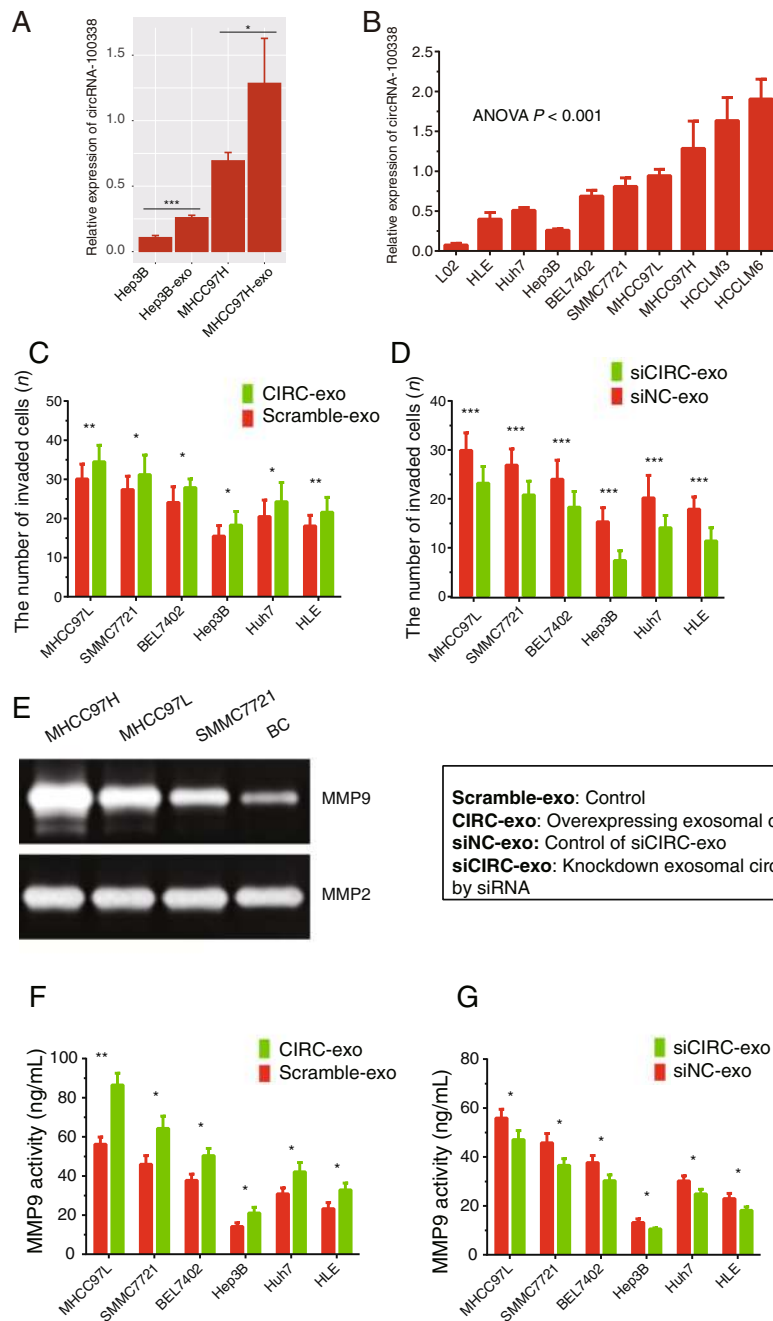 A
Relative expression of circRNA-100338
1.5
1.0
0.5
0.0
***
*
Hep3B
Hep3B-exo
MHCC97H
MHCC97H-exo
B
Relative expression of circRNA-100338
2.5
2.0
1.5
1.0
0.5
0.0
ANOVA P < 0.001
L02
HLE
Huh7
Hep3B
BEL7402
SMMC7721
MHCC97L
MHCC97H
HCCLM3
HCCLM6
C
CIRC-exo
Scramble-exo
The number of invaded cells (n)
50
40
30
20
10
0
**
*
*
*
*
**
MHCC97L
SMMC7721
BEL7402
Hep3B
Huh7
HLE
D
siCIRC-exo
siNC-exo
The number of invaded cells (n)
40
30
20
10
0
***
***
***
***
***
***
MHCC97L
SMMC7721
BEL7402
Hep3B
Huh7
HLE
E
MHCC97H
MHCC97L
SMMC7721
BC
MMP9
MMP2
Scramble-exo: Control
CIRC-exo: Overexpressing exosomal c
siNC-exo: Control of siCIRC-exo
siCIRC-exo: Knockdown exosomal circ
by siRNA
F
CIRC-exo
Scramble-exo
MMP9 activity (ng/mL)
100
80
60
40
20
0
**
*
*
*
*
*
MHCC97L
SMMC7721
BEL7402
Hep3B
Huh7
HLE
G
siCIRC-exo
siNC-exo
MMP9 activity (ng/mL)
80
60
40
20
0
*
*
*
*
*
*
MHCC97L
SMMC7721
BEL7402
Hep3B
Huh7
HLE